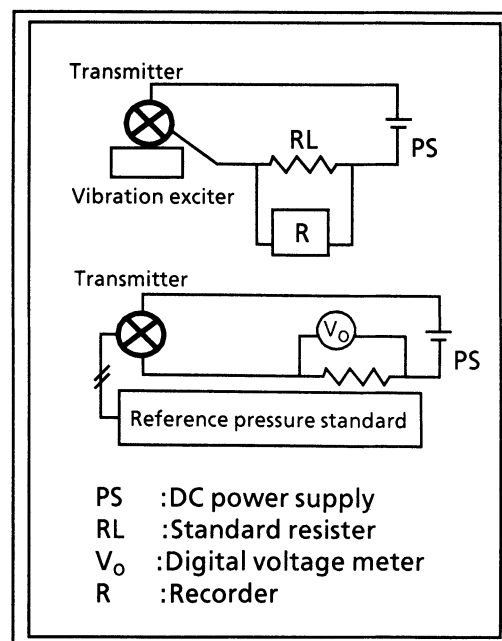 Transmitter
RL
PS
Vibration exciter
R
Transmitter
Vo
PS
Reference pressure standard
PS :DC power supply
RL :Standard resister
Vo :Digital voltage meter
R :Recorder